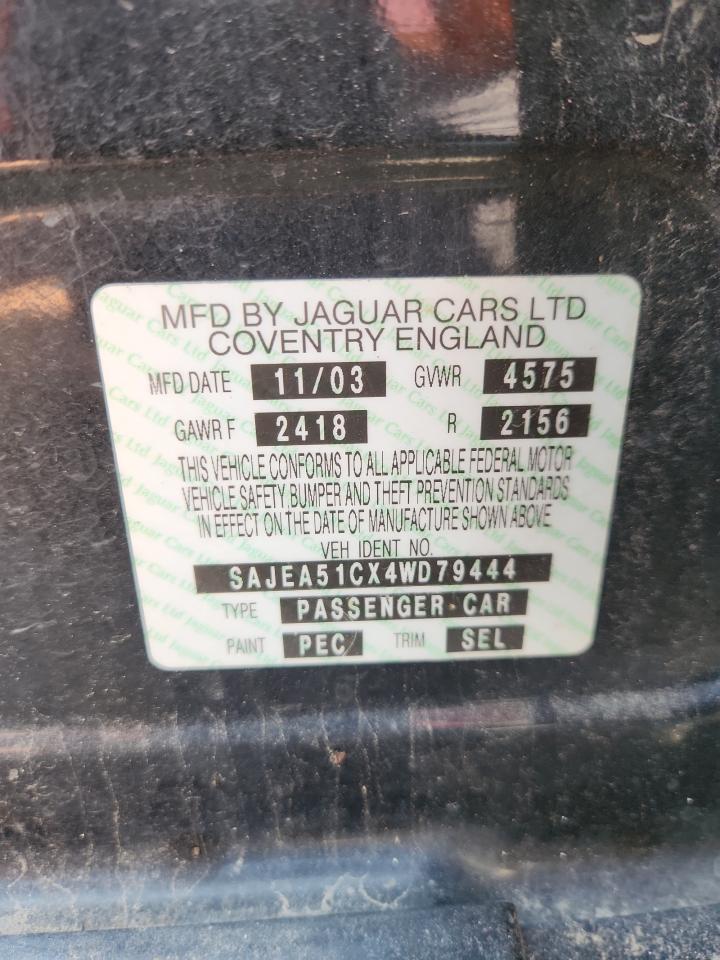 MFD BY JAGUAR CARS LTD
COVENTRY ENGLAND
MFD DATE 11/03 GVWR 4575
GAWR F 2418 R 2156
THIS VEHICLE CONFORMS TO ALL APPLICABLE FEDERAL MOTOR
VEHICLE SAFETY BUMPER AND THEFT PREVENTION STANDARDS
IN EFFECT ON THE DATE OF MANUFACTURE SHOWN ABOVE
VEH IDENT NO.
SAJEA51CX4WD79444
TYPE PASSENGER CAR
PAINT PEC TRIM SEL